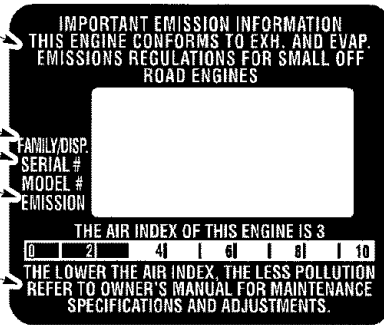 IMPORTANT EMISSION INFORMATION
THIS ENGINE CONFORMS TO EXH. AND EVAP.
EMISSIONS REGULATIONS FOR SMALL OFF
ROAD ENGINES
FAMILY/DISP.
SERIAL #
MODEL #
EMISSION
THE AIR INDEX OF THIS ENGINE IS 3
0 2 4 6 8 10
THE LOWER THE AIR INDEX, THE LESS POLLUTION
REFER TO OWNER'S MANUAL FOR MAINTENANCE
SPECIFICATIONS AND ADJUSTMENTS.